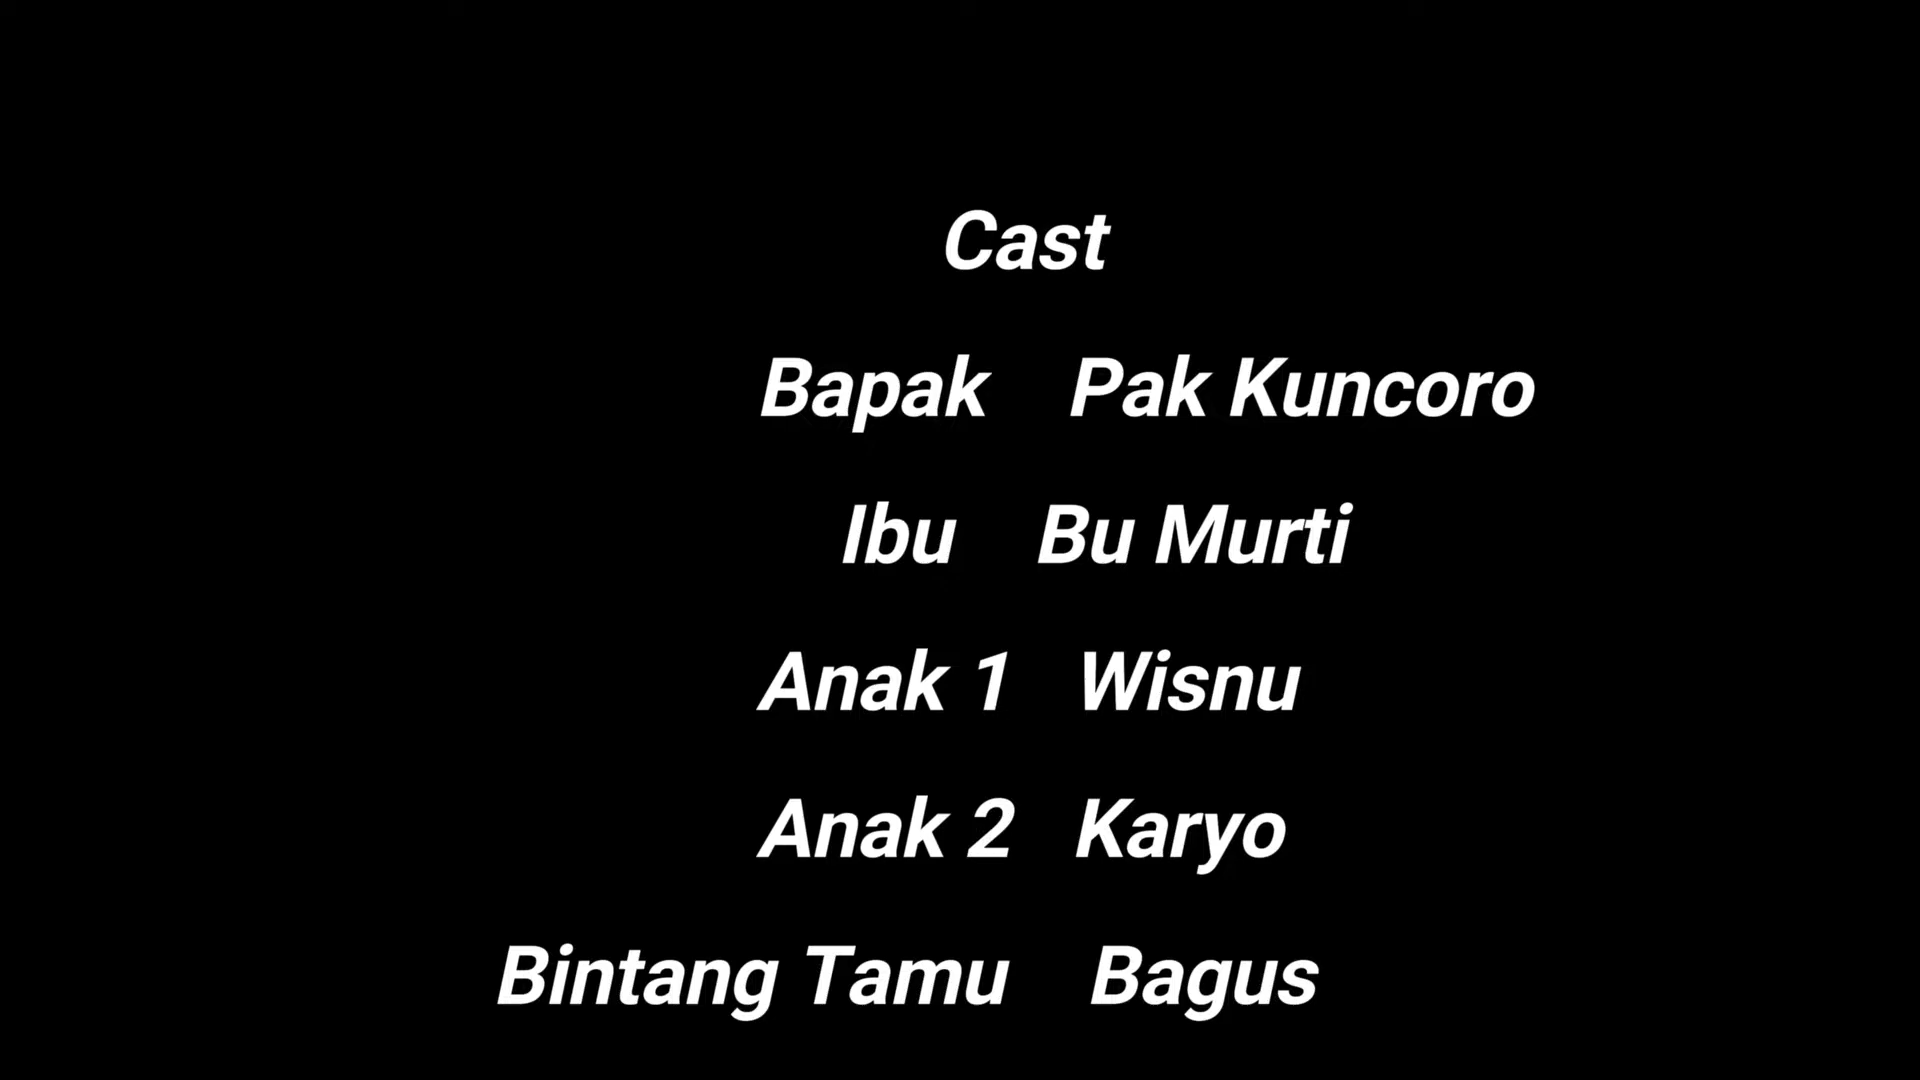 Cast
Bapak Pak Kuncoro
Ibu Bu Murti
Anak 1 Wisnu
Anak 2 Karyo
Bintang Tamu Bagus